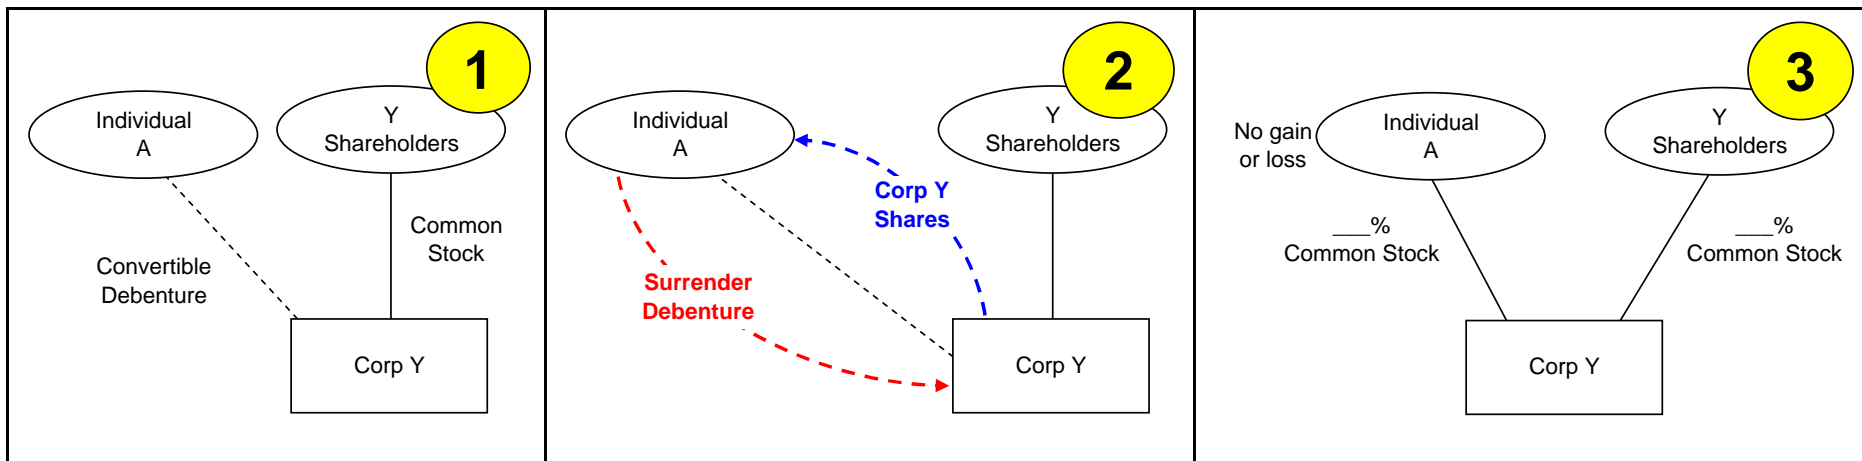 1
Individual
A
Y
Shareholders
Convertible
Debenture
Common
Stock
Corp Y
2
Individual
A
Y
Shareholders
Corp Y
Shares
Surrender
Debenture
Corp Y
3
No gain
or loss
Individual
A
Y
Shareholders
___%
Common Stock
___%
Common Stock
Corp Y